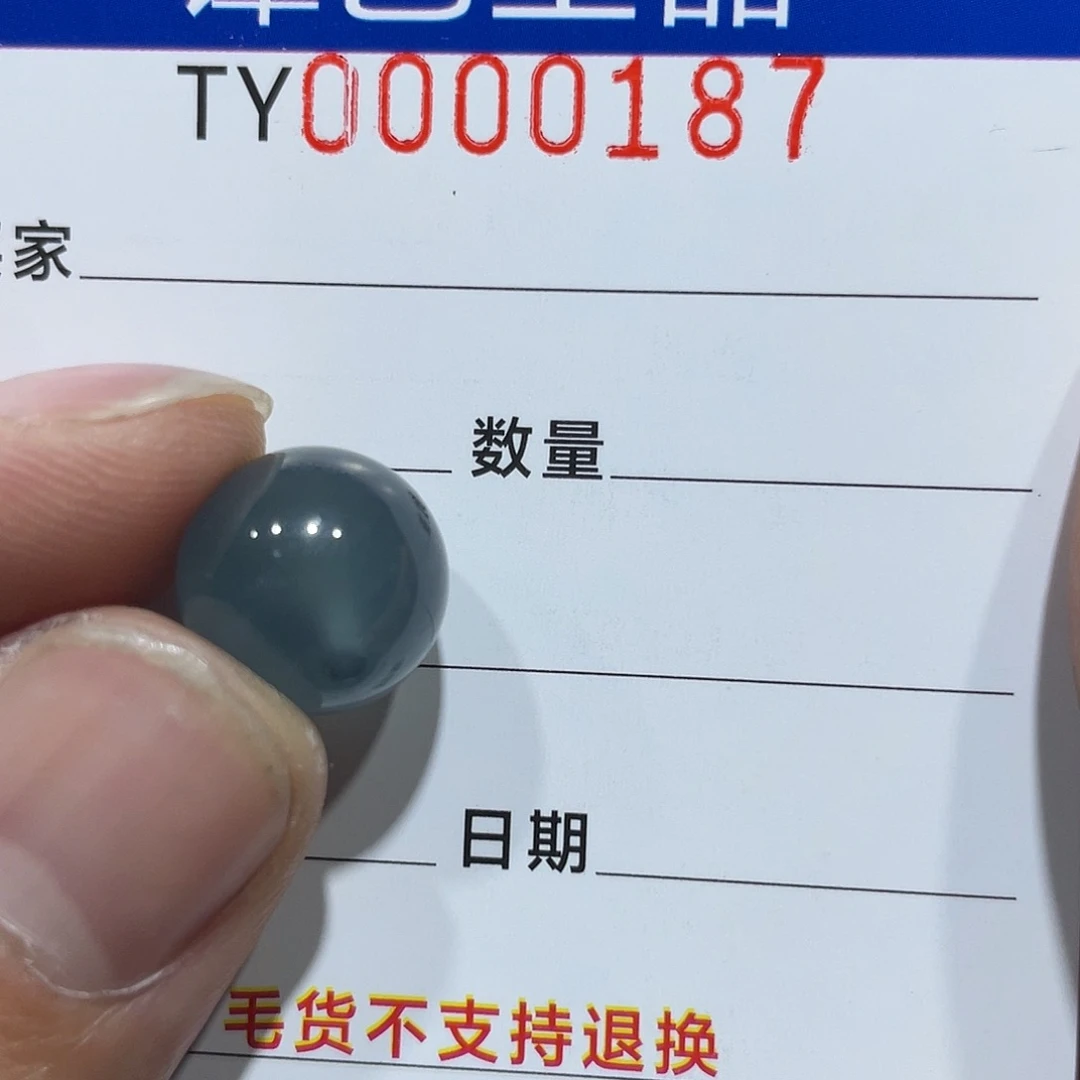 TY0000187
家
数量
日期
毛货不支持退换